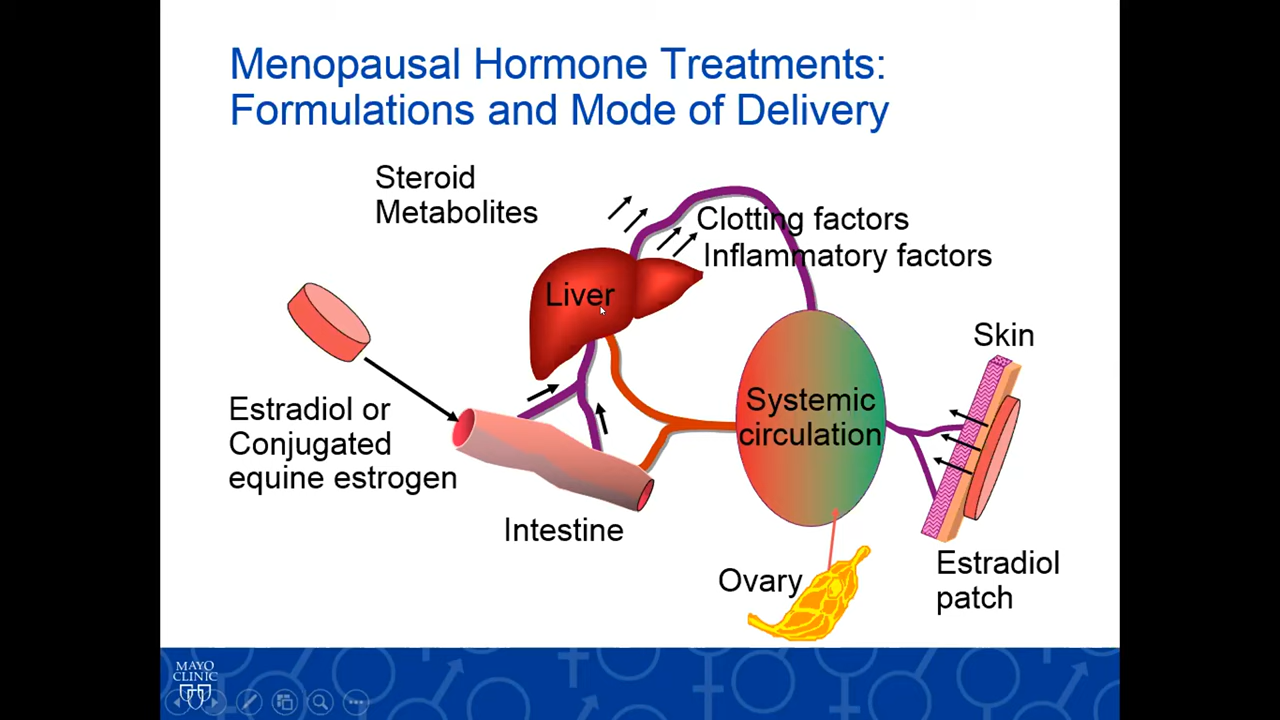 Menopausal Hormone Treatments:
Formulations and Mode of Delivery
Steroid
Metabolites
Clotting factors
Inflammatory factors
Liver
Skin
Estradiol or
Conjugated
equine estrogen
Systemic
circulation
Intestine
Ovary
Estradiol
patch
MAYO
CLINIC